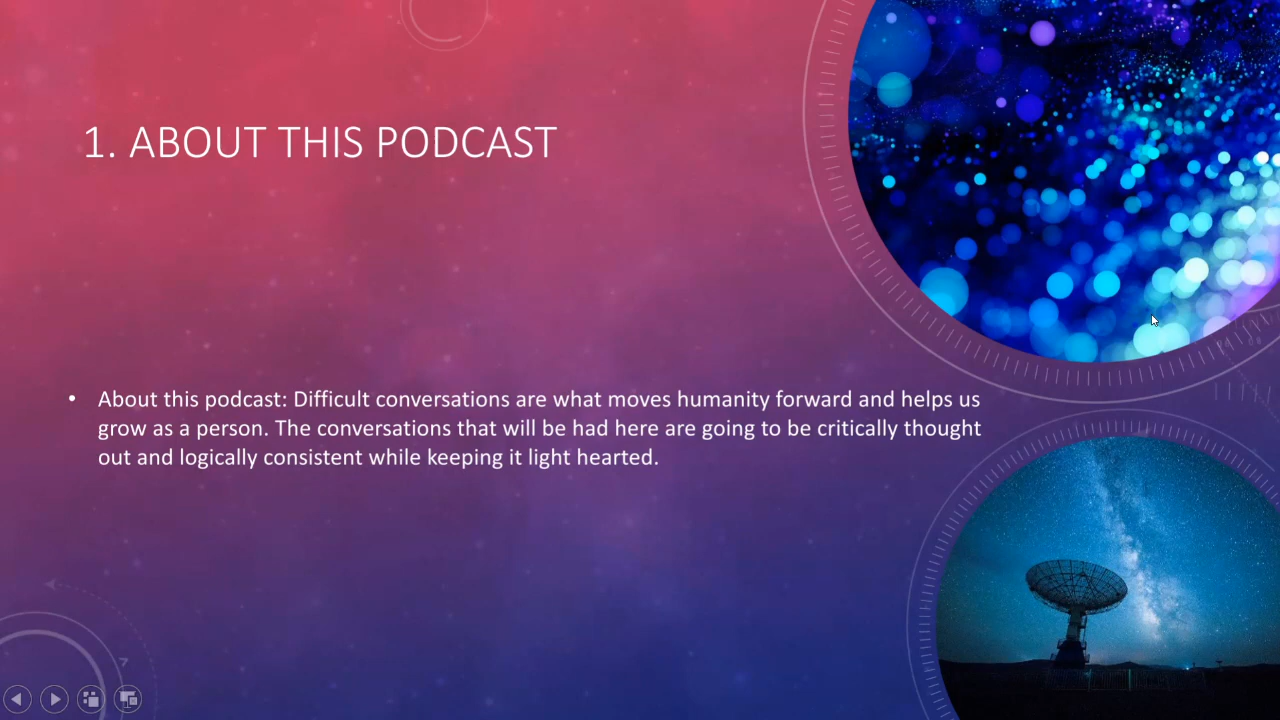 1. ABOUT THIS PODCAST
• About this podcast: Difficult conversations are what moves humanity forward and helps us
grow as a person. The conversations that will be had here are going to be critically thought
out and logically consistent while keeping it light hearted.